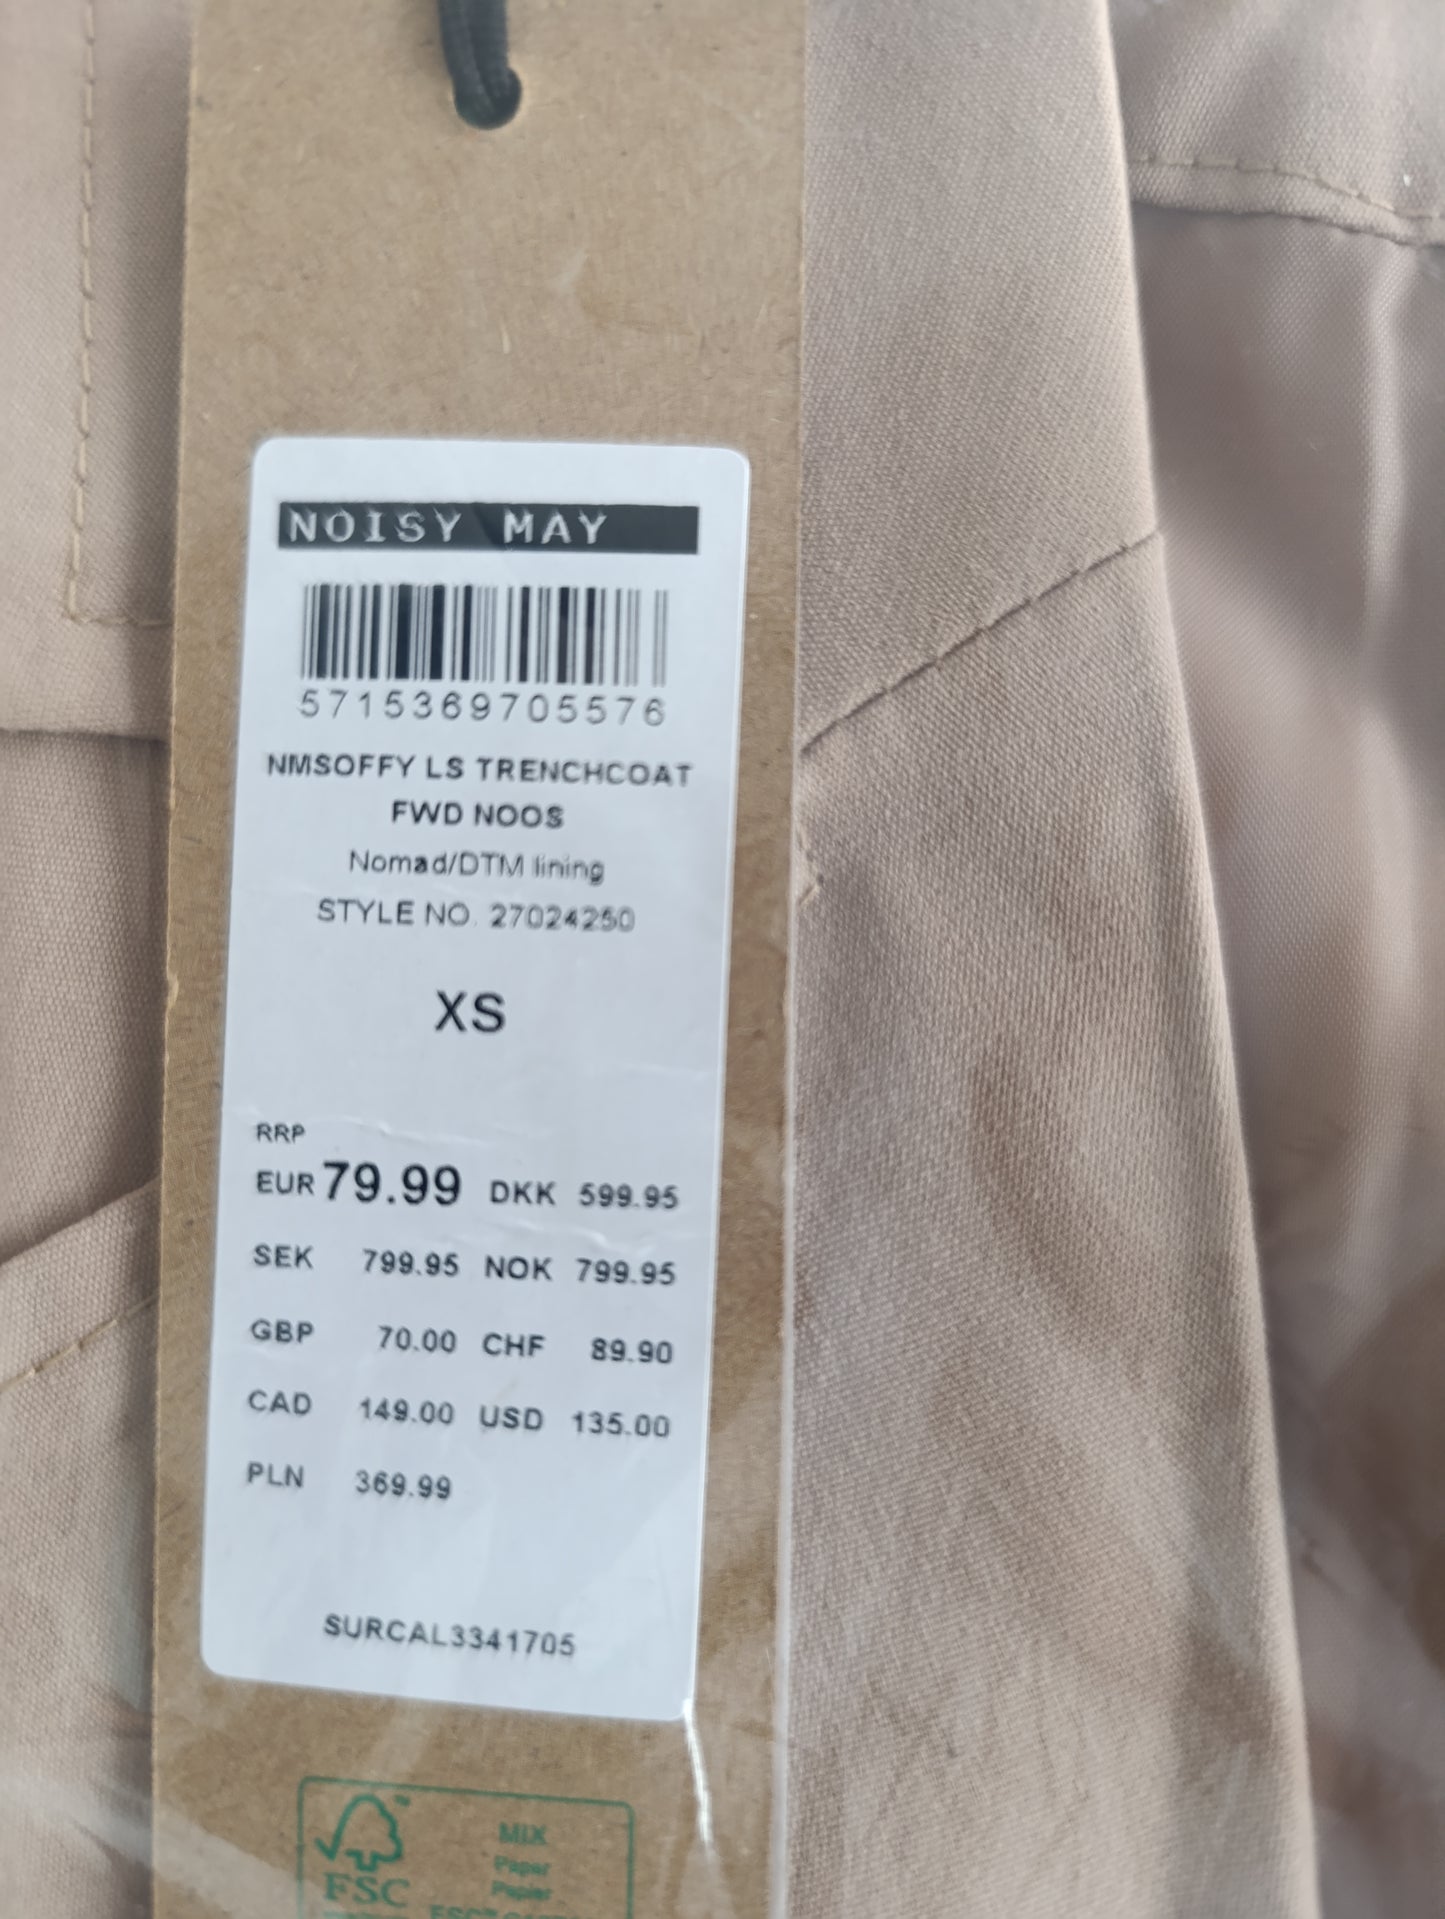 NOISY MAY
5715369705576
NMSOFFY LS TRENCHCOAT
FWD NOOS
Nomad/DTM lining
STYLE NO. 27024250
XS
RRP
EUR 79.99 DKK 599.95
SEK 799.95 NOK 799.95
GBP 70.00 CHF 89.90
CAD 149.00 USD 135.00
PLN 369.99
SURCAL3341705
MIX
Paper
Papier
FSC